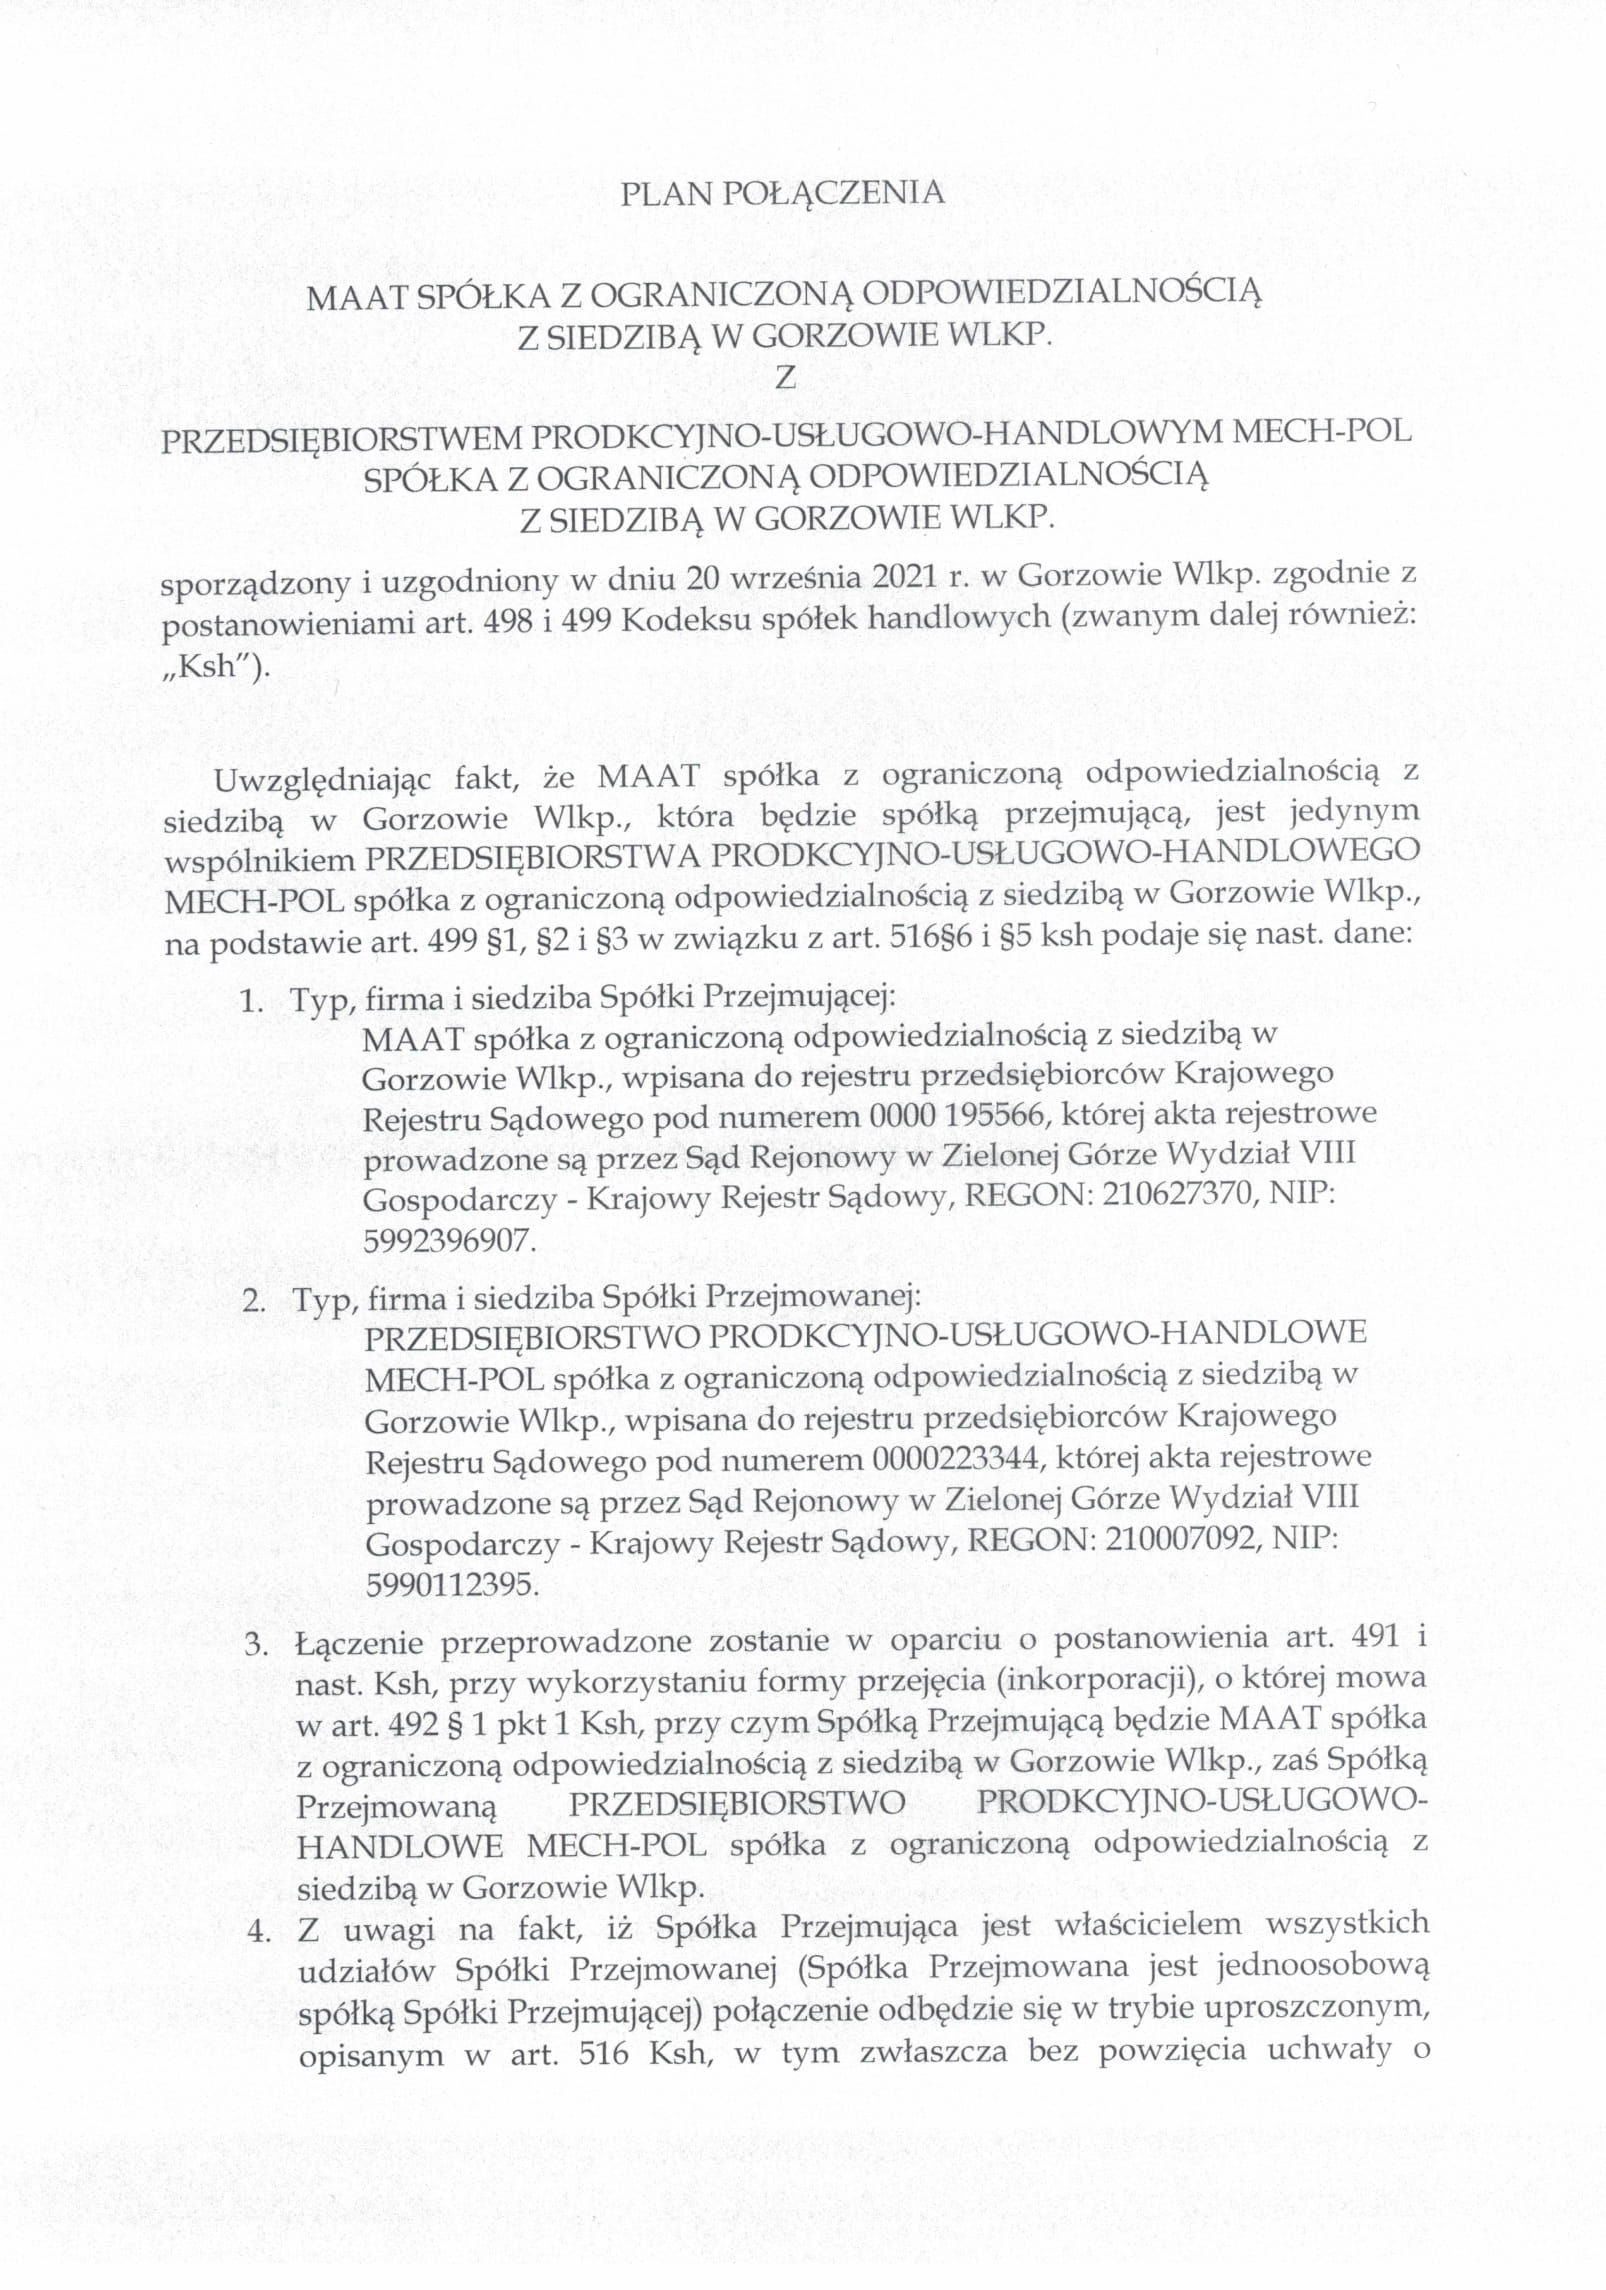 PLAN POŁĄCZENIA
MAAT SPÓŁKA Z OGRANICZONĄ ODPOWIEDZIALNOŚCIĄ
Z SIEDZIBĄ W GORZOWIE WLKP.
Z
PRZEDSIĘBIORSTWEM PRODKCYJNO-USŁUGOWO-HANDLOWYM MECH-POL
SPÓŁKA Z OGRANICZONĄ ODPOWIEDZIALNOŚCIĄ
Z SIEDZIBĄ W GORZOWIE WLKP.
sporządzony i uzgodniony w dniu 20 września 2021 r. w Gorzowie Wlkp. zgodnie z
postanowieniami art. 498 i 499 Kodeksu spółek handlowych (zwanym dalej również:
„Ksh").
Uwzględniając fakt, że MAAT spółka z ograniczoną odpowiedzialnością z
siedzibą w Gorzowie Wlkp., która będzie spółką przejmującą, jest jedynym
wspólnikiem PRZEDSIĘBIORSTWA PRODKCYJNO-USŁUGOWO-HANDLOWEGO
MECH-POL spółka z ograniczoną odpowiedzialnością z siedzibą w Gorzowie Wlkp.,
na podstawie art. 499 §1, §2 i §3 w związku z art. 516§6 i §5 ksh podaje się nast. dane:
1. Typ, firma i siedziba Spółki Przejmującej:
MAAT spółka z ograniczoną odpowiedzialnością z siedzibą w
Gorzowie Wlkp., wpisana do rejestru przedsiębiorców Krajowego
Rejestru Sądowego pod numerem 0000 195566, której akta rejestrowe
prowadzone są przez Sąd Rejonowy w Zielonej Górze Wydział VIII
Gospodarczy - Krajowy Rejestr Sądowy, REGON: 210627370, NIP:
5992396907.
2. Typ, firma i siedziba Spółki Przejmowanej:
PRZEDSIĘBIORSTWO PRODKCYJNO-USŁUGOWO-HANDLOWE
MECH-POL spółka z ograniczoną odpowiedzialnością z siedzibą w
Gorzowie Wlkp., wpisana do rejestru przedsiębiorców Krajowego
Rejestru Sądowego pod numerem 0000223344, której akta rejestrowe
prowadzone są przez Sąd Rejonowy w Zielonej Górze Wydział VIII
Gospodarczy - Krajowy Rejestr Sądowy, REGON: 210007092, NIP:
5990112395.
3. Łączenie przeprowadzone zostanie w oparciu o postanowienia art. 491 i
nast. Ksh, przy wykorzystaniu formy przejęcia (inkorporacji), o której mowa
w art. 492 § 1 pkt 1 Ksh, przy czym Spółką Przejmującą będzie MAAT spółka
z ograniczoną odpowiedzialnością z siedzibą w Gorzowie Wlkp., zaś Spółką
Przejmowaną PRZEDSIĘBIORSTWO PRODKCYJNO-USŁUGOWO-
HANDLOWE MECH-POL spółka z ograniczoną odpowiedzialnością z
siedzibą w Gorzowie Wlkp.
4. Z uwagi na fakt, iż Spółka Przejmująca jest właścicielem wszystkich
udziałów Spółki Przejmowanej (Spółka Przejmowana jest jednoosobową
spółką Spółki Przejmującej) połączenie odbędzie się w trybie uproszczonym,
opisanym w art. 516 Ksh, w tym zwłaszcza bez powzięcia uchwały o